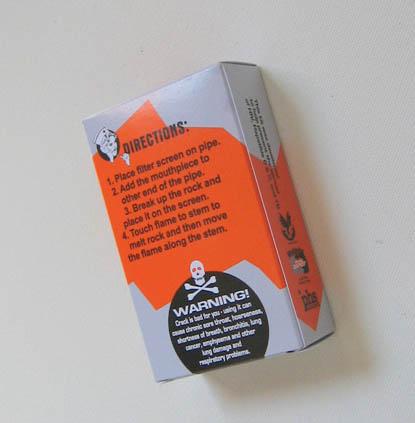 DIRECTIONS:
1. Place filter screen on pipe.
2. Add the mouthpiece to
other end of the pipe.
3. Break up the rock and
place it on the screen.
4. Touch flame to stem to
melt rock and then move
the flame along the stem.
WARNING!
Crack is bad for you - using it can
cause chronic sore throat, hoarseness,
shortness of breath, bronchitis, lung
cancer, emphysema and other
lung damage and
respiratory problems.